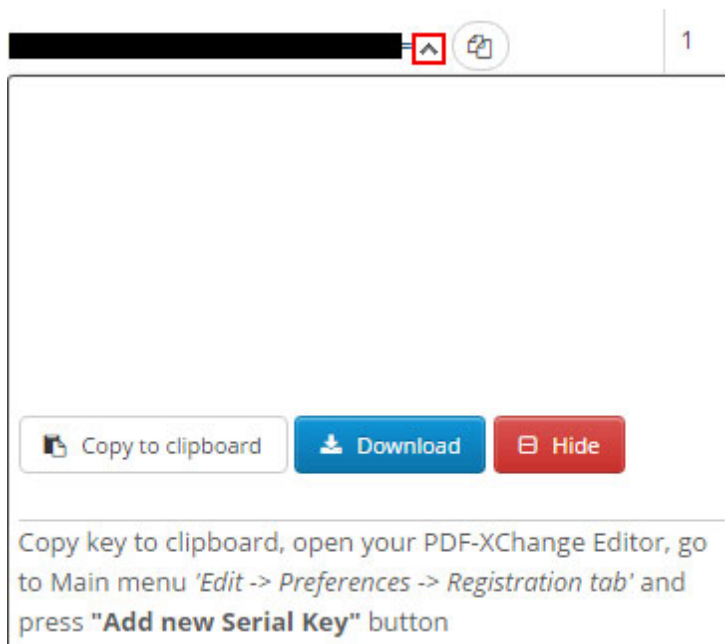 1
Copy to clipboard Download Hide
Copy key to clipboard, open your PDF-XChange Editor, go
to Main menu 'Edit -> Preferences -> Registration tab' and
press "Add new Serial Key" button